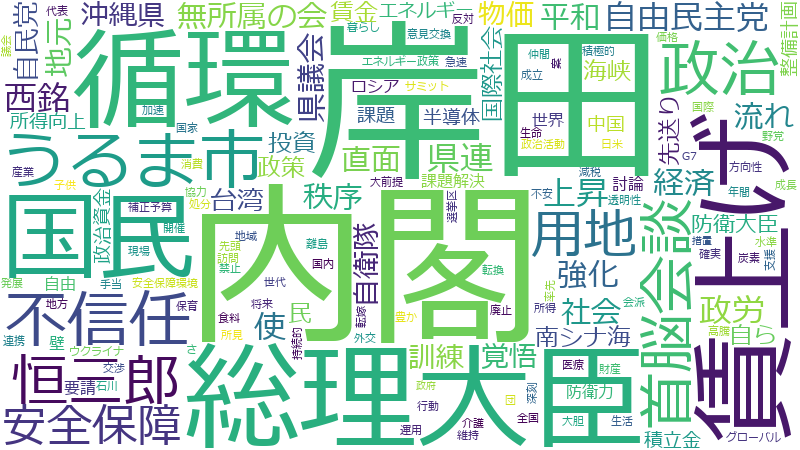 自民党
代表
沖縄県
無所属の会
賃金
エネルギー
反対
物価
平和
自由民主党
議会
地元
循環
岸田
暮らし
意見交換
エネルギー政策
急速
仲間
積極的
価格
政治
整備計画
県議会
ロシア
サミット
国際社会
成立
海峡
西銘
加速
課題
半導体
世界
中国
先送り
国際
流れ
野党
所得向上
国家
投資
生命
日米
政治活動
減税
G7
方向性
うるま市
直面
県連
産業
消費
政策
大前提
課題解決
不安
討論
経済
年間
成長
子供
協力
処分
台湾
秩序
選挙区
上昇
透明性
賃上げ
国民
政治資金
補正予算
開催
内閣
用地
首脳会談
防衛大臣
水準
現場
先頭
訪問
禁止
地域
離島
自衛隊
転換
強化
措置
確実
炭素
支援
発展
自由
手当
安全保障環境
国内
世代
率先
不信任
地方
保育
将来
使
民
転嫁
豊か
廃止
所得
会派
社会
政労
連携
壁
ウクライナ
さ
食料
所見
持続的
外交
南シナ海
高騰
自ら
恒三郎
交渉
要請
石川
総理大臣
訓練
覚悟
医療
財産
政府
防衛力
行動
介護
団
深刻
安全保障
運用
維持
全国
大胆
生活
積立金
グローバル